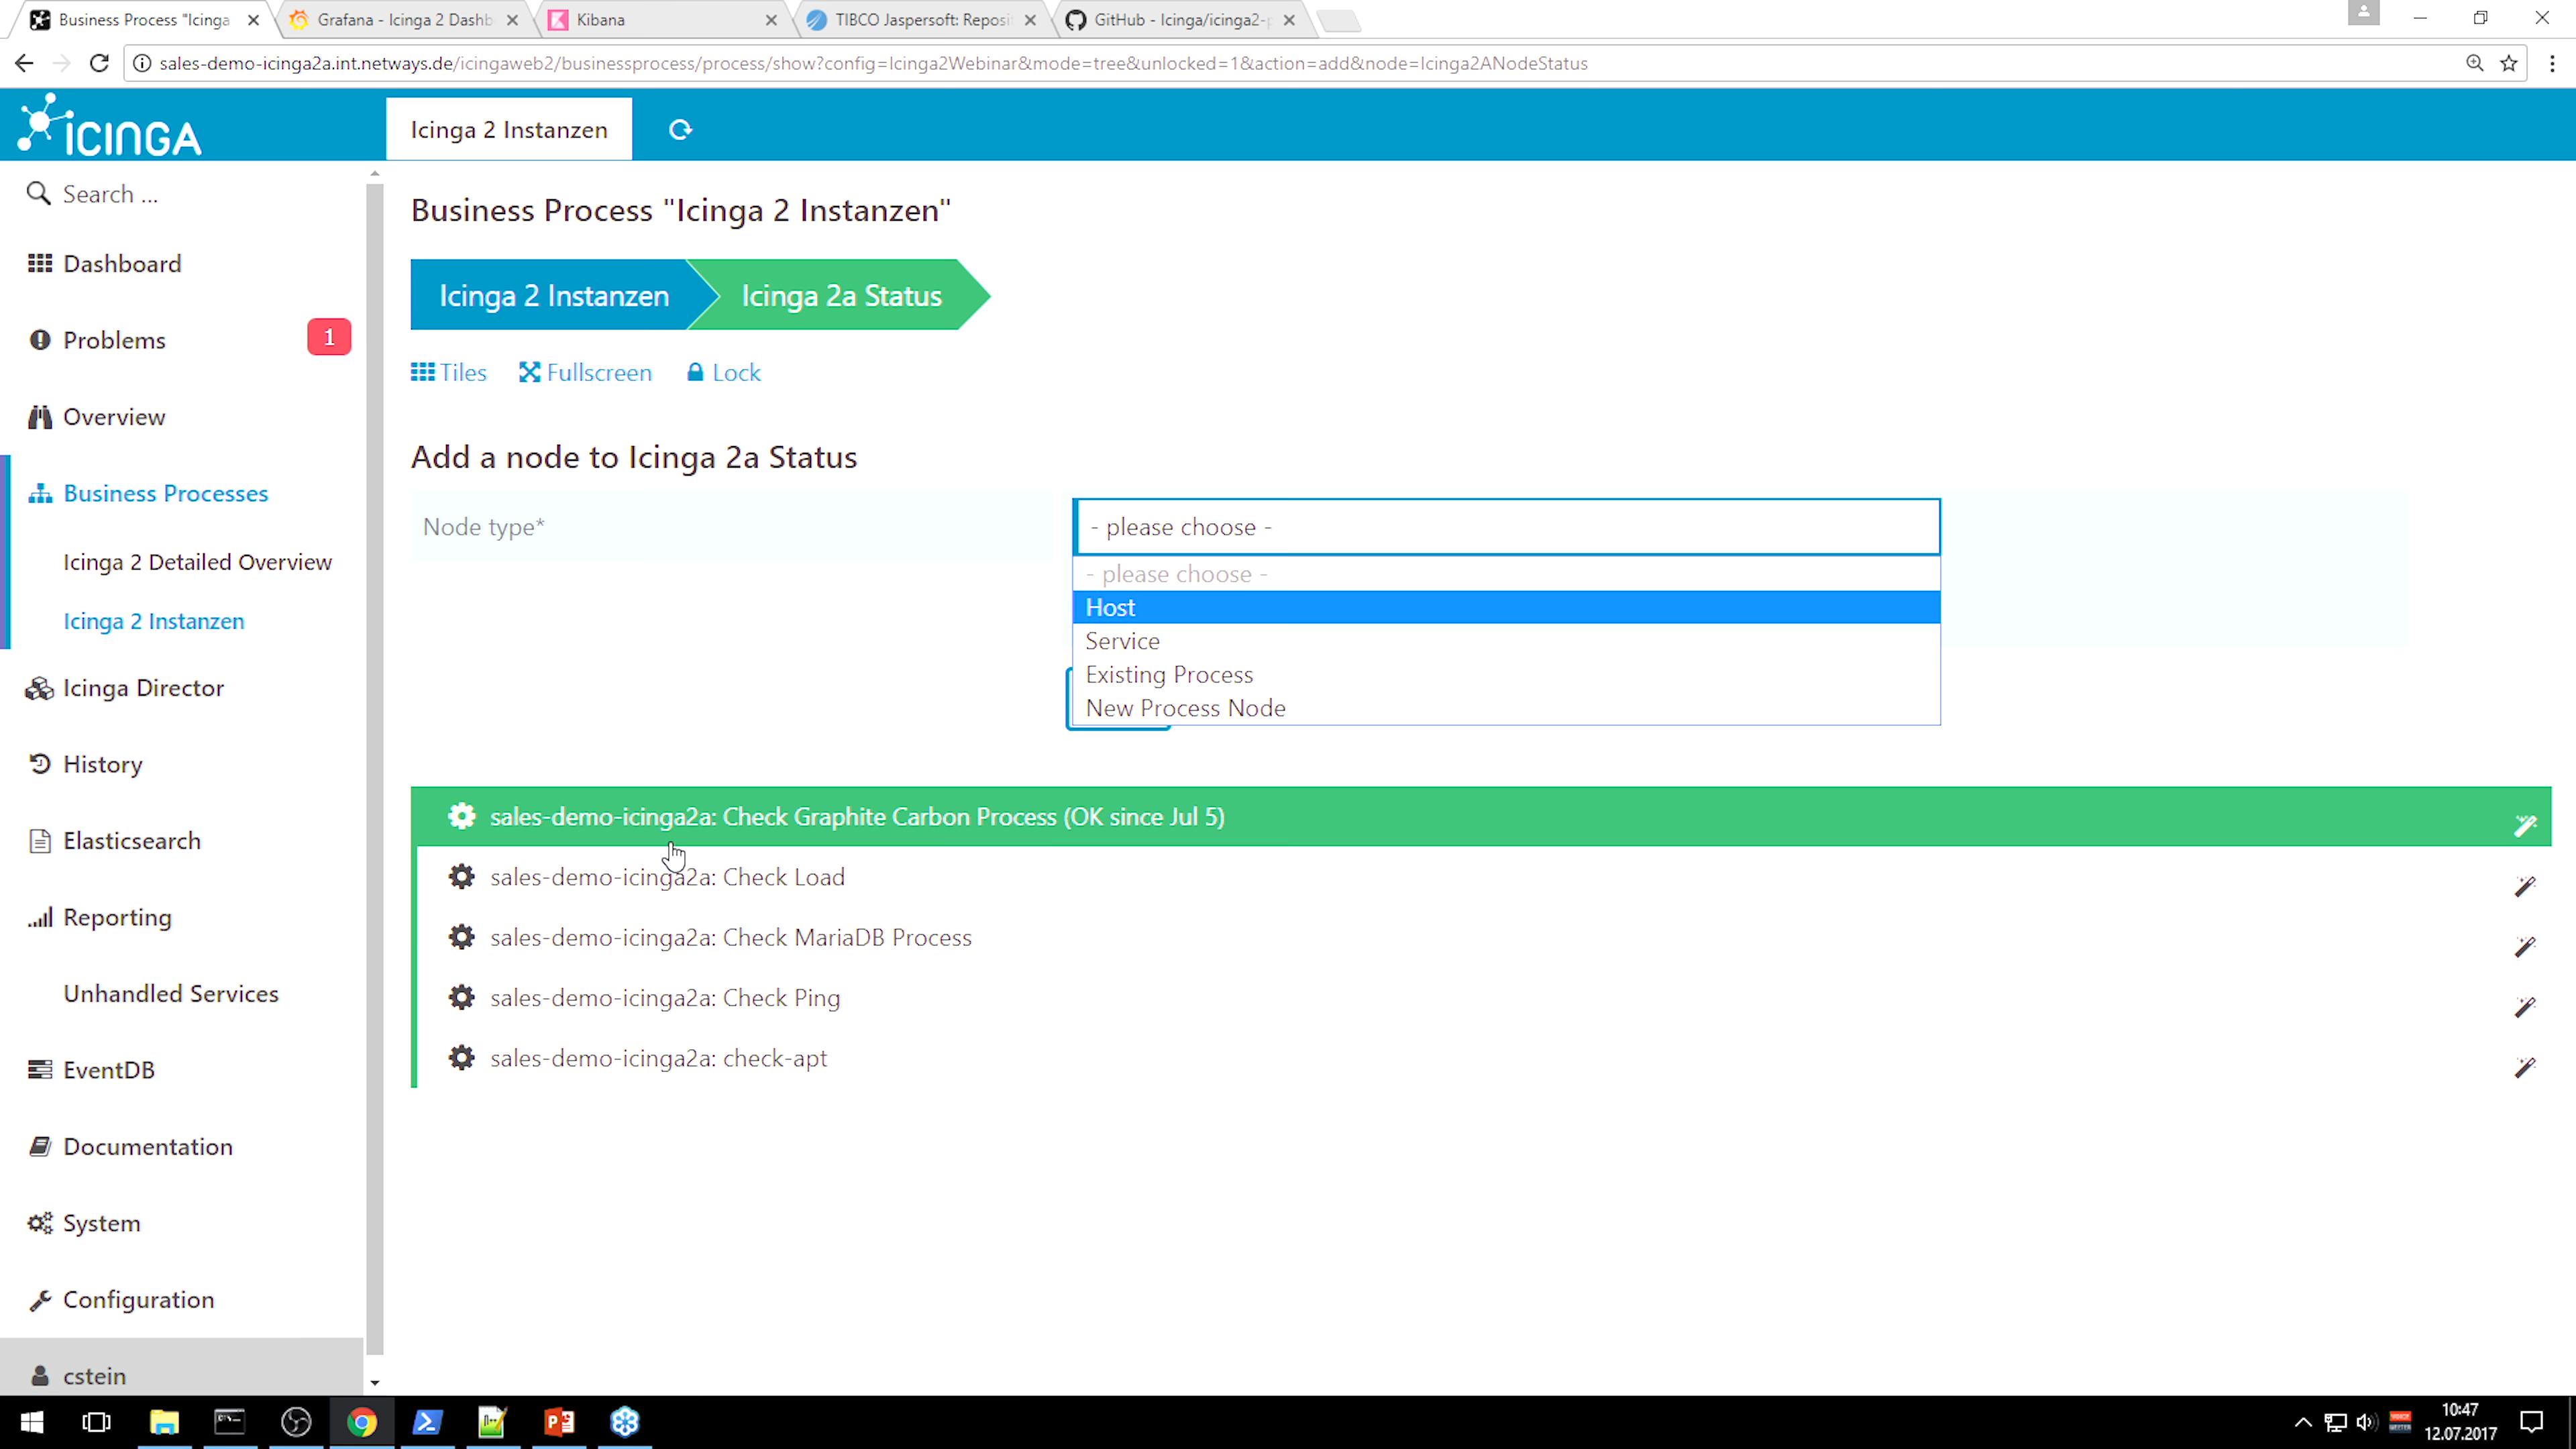 Business Process "Icinga
Grafana - Icinga 2 Dashb
Kibana
TIBCO Jaspersoft: Reposi
GitHub - Icinga/icinga2-p
sales-demo-icinga2a.int.netways.de/icingaweb2/businessprocess/process/show?config=Icinga2Webinar&mode=tree&unlocked=1&action=add&node=Icinga2ANodeStatus
ICINGA
Icinga 2 Instanzen
Search ...
Dashboard
Problems 1
Overview
Business Processes
Icinga 2 Detailed Overview
Icinga 2 Instanzen
Icinga Director
History
Elasticsearch
Reporting
Unhandled Services
EventDB
Documentation
System
Configuration
cstein
Business Process "Icinga 2 Instanzen"
Icinga 2 Instanzen Icinga 2a Status
Tiles Fullscreen Lock
Add a node to Icinga 2a Status
Node type* - please choose -
- please choose -
Host
Service
Existing Process
New Process Node
sales-demo-icinga2a: Check Graphite Carbon Process (OK since Jul 5)
sales-demo-icinga2a: Check Load
sales-demo-icinga2a: Check MariaDB Process
sales-demo-icinga2a: Check Ping
sales-demo-icinga2a: check-apt
10:47
12.07.2017